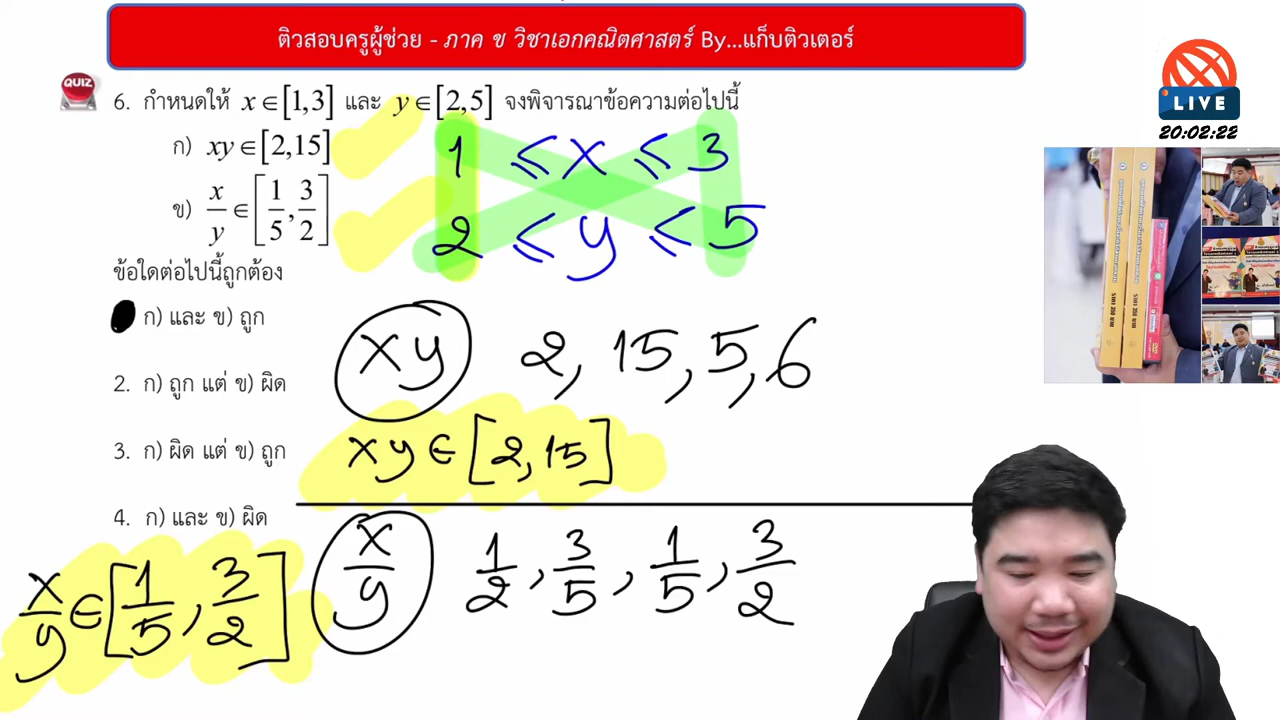 ติวสอบครูผู้ช่วย - ภาค ข วิชาเอกคณิตศาสตร์ By...แก็บติวเตอร์
QUIZ
6. กำหนดให้ x ∈ [1,3] และ y ∈ [2,5] จงพิจารณาข้อความต่อไปนี้
ก) xy ∈ [2,15]
ข) x/y ∈ [1/5, 3/2]
ข้อใดต่อไปนี้ถูกต้อง
ก) และ ข) ถูก
2. ก) ถูก แต่ ข) ผิด
3. ก) ผิด แต่ ข) ถูก
4. ก) และ ข) ผิด
1 ≤ x ≤ 3
2 ≤ y ≤ 5
xy 2, 15, 5, 6
xy ∈ [2, 15]
x/y 1/2, 3/5, 1/5, 3/2
x/y ∈ [1/5, 3/2]
LIVE
20:02:22